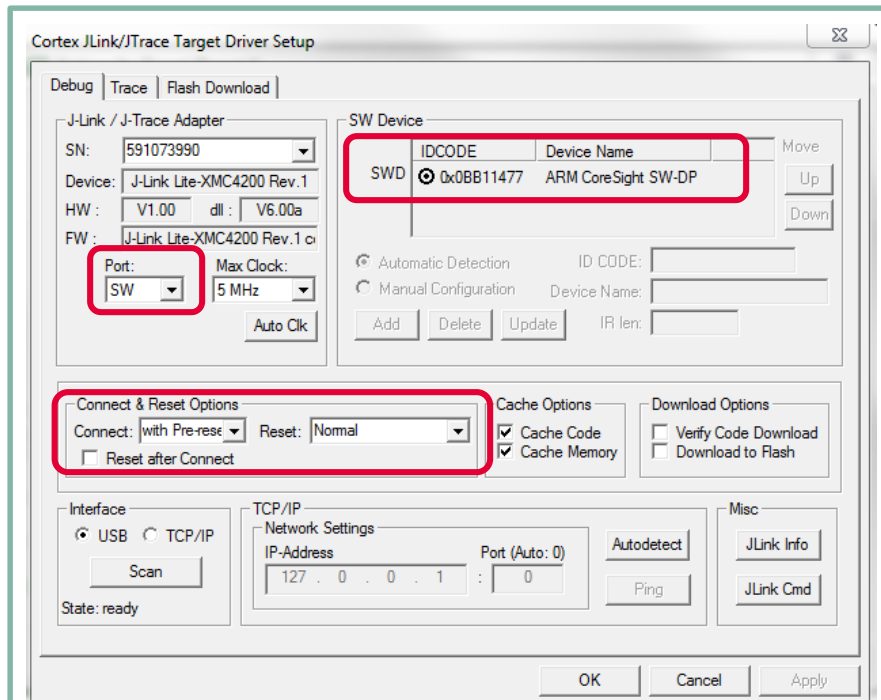 Cortex JLink/JTrace Target Driver Setup
Debug Trace Flash Download
J-Link / J-Trace Adapter
SN: 591073990
Device: J-Link Lite-XMC4200 Rev.1
HW : V1.00 dll : V6.00a
FW : J-Link Lite-XMC4200 Rev.1 c
Port: Max Clock:
SW 5 MHz
Auto Clk
SW Device
IDCODE Device Name Move
SWD 0x0BB11477 ARM CoreSight SW-DP Up
Down
Automatic Detection ID CODE:
Manual Configuration Device Name:
Add Delete Update IR len:
Connect & Reset Options
Connect: with Pre-rese Reset: Normal
Reset after Connect
Cache Options
Cache Code
Cache Memory
Download Options
Verify Code Download
Download to Flash
Interface
USB TCP/IP
Scan
State: ready
TCP/IP
Network Settings
IP-Address Port (Auto: 0)
127 . 0 . 0 . 1 : 0
Autodetect
Ping
Misc
JLink Info
JLink Cmd
OK Cancel Apply